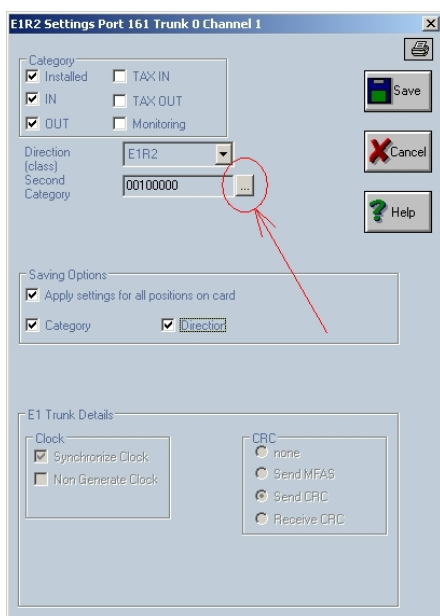 E1R2 Settings Port 161 Trunk 0 Channel 1
Category
Installed TAX IN
IN TAX OUT
OUT Monitoring
Save
Direction (class) E1R2
Cancel
Second Category 00100000 ...
Help
Saving Options
Apply settings for all positions on card
Category Direction
E1 Trunk Details
Clock
Synchronize Clock
Non Generate Clock
CRC
none
Send MFAS
Send CRC
Receive CRC